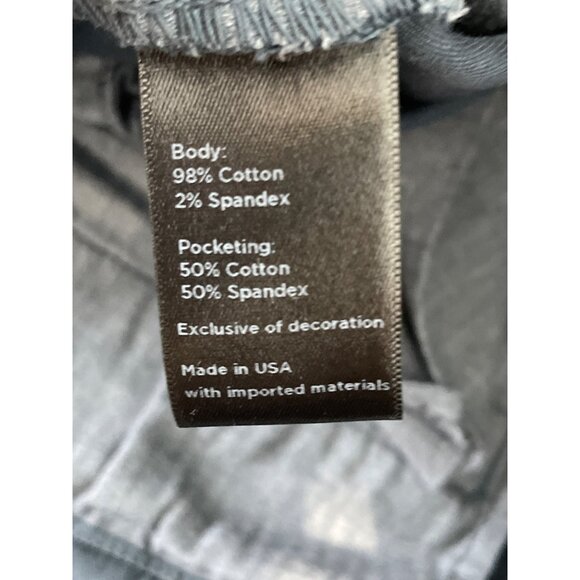 Body:
98% Cotton
2% Spandex
Pocketing:
50% Cotton
50% Spandex
Exclusive of decoration
Made in USA
with imported materials